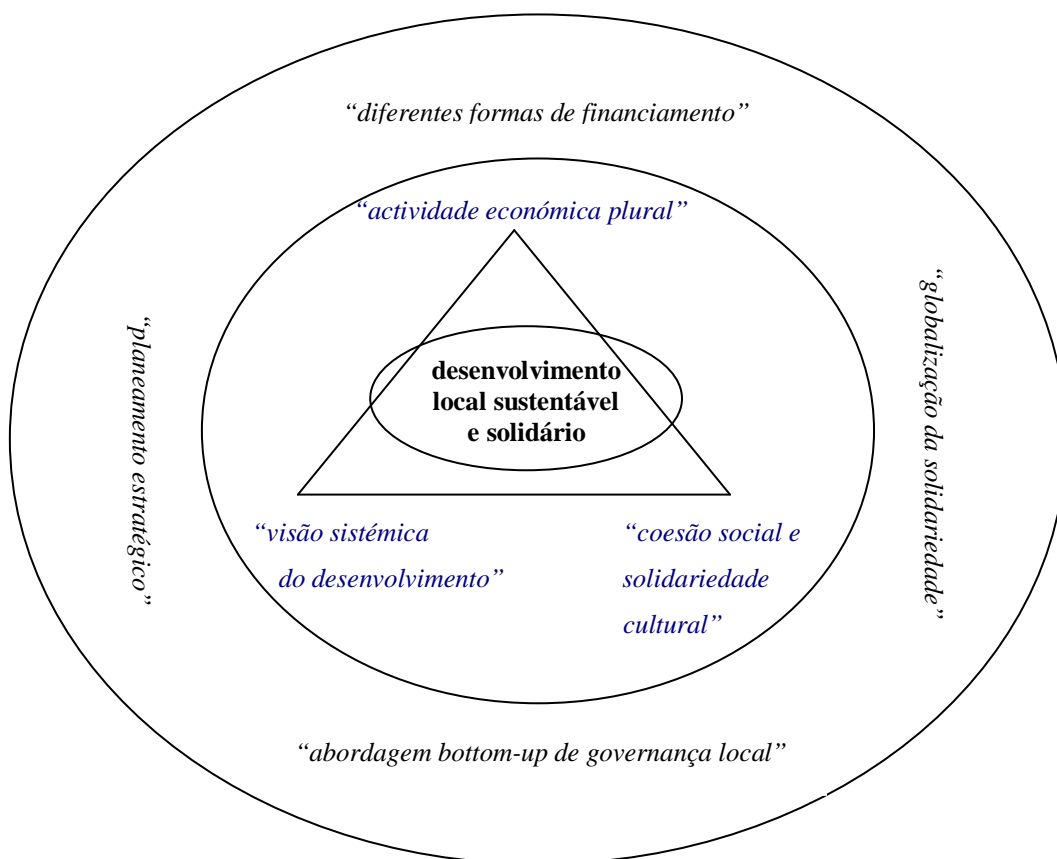 “diferentes formas de financiamento”
“actividade económica plural”
“planeamento estratégico”
“globalização da solidariedade”
desenvolvimento
local sustentável
e solidário
“visão sistémica
do desenvolvimento”
“coesão social e
solidariedade
cultural”
“abordagem bottom-up de governança local”